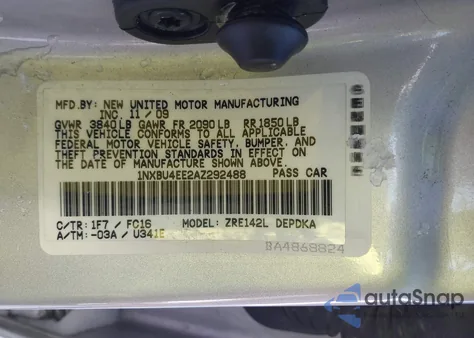 MFD.BY: NEW UNITED MOTOR MANUFACTURING
INC. 11/09
GVWR 3840LB GAWR FR 2090LB RR1850LB
THIS VEHICLE CONFORMS TO ALL APPLICABLE
FEDERAL MOTOR VEHICLE SAFETY, BUMPER, AND
THEFT PREVENTION STANDARDS IN EFFECT ON
THE DATE OF MANUFACTURE SHOWN ABOVE.
1NXBU4EE2AZ292488 PASS CAR
C/TR: 1F7 / FC16 MODEL: ZRE142L DEPDKA
A/TM: -03A / U341E
BA4868824
autoSnap